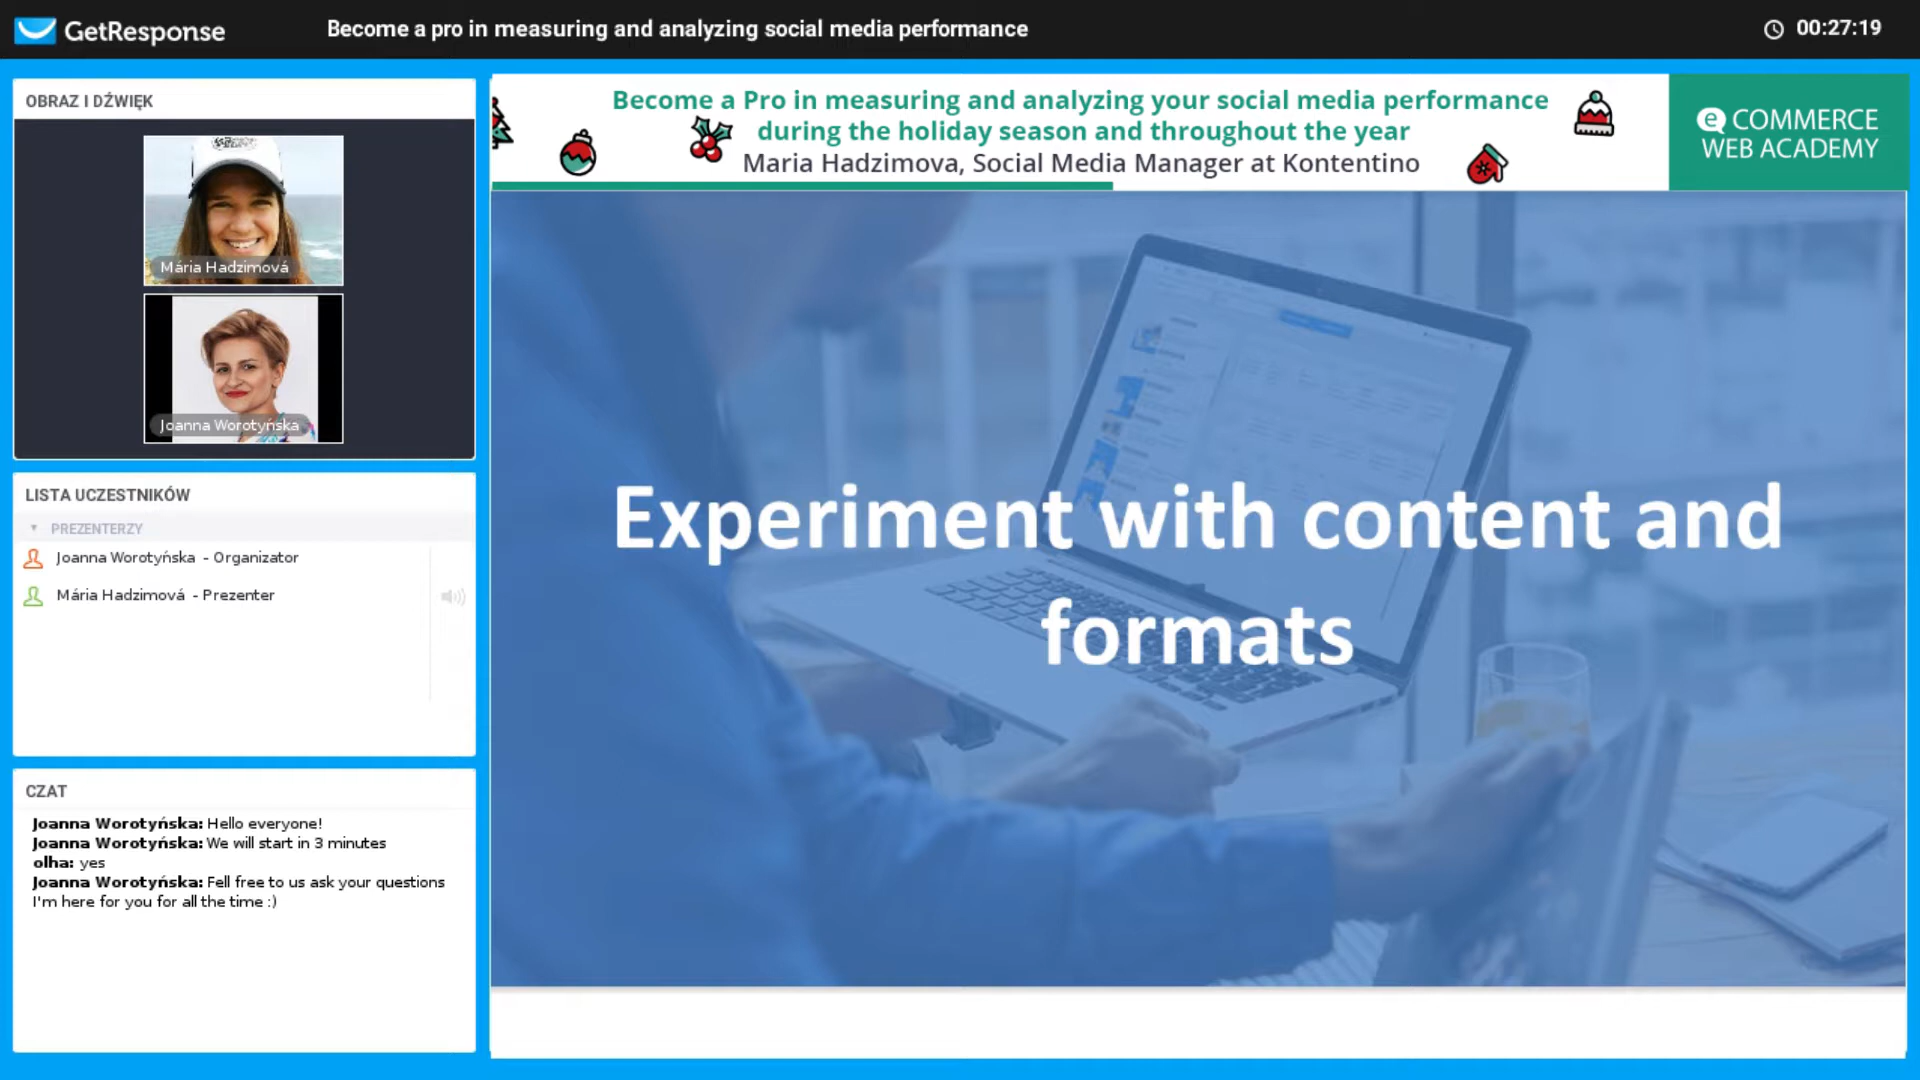 GetResponse
Become a pro in measuring and analyzing social media performance
00:27:19
OBRAZ I DŹWIĘK
Mária Hadzimová
Joanna Worotyńska
LISTA UCZESTNIKÓW
PREZENTERZY
Joanna Worotyńska - Organizator
Mária Hadzimová - Prezenter
CZAT
Joanna Worotyńska: Hello everyone!
Joanna Worotyńska: We will start in 3 minutes
olha: yes
Joanna Worotyńska: Fell free to us ask your questions
I'm here for you for all the time :)
Become a Pro in measuring and analyzing your social media performance
during the holiday season and throughout the year
Maria Hadzimova, Social Media Manager at Kontentino
e COMMERCE
WEB ACADEMY
Experiment with content and
formats